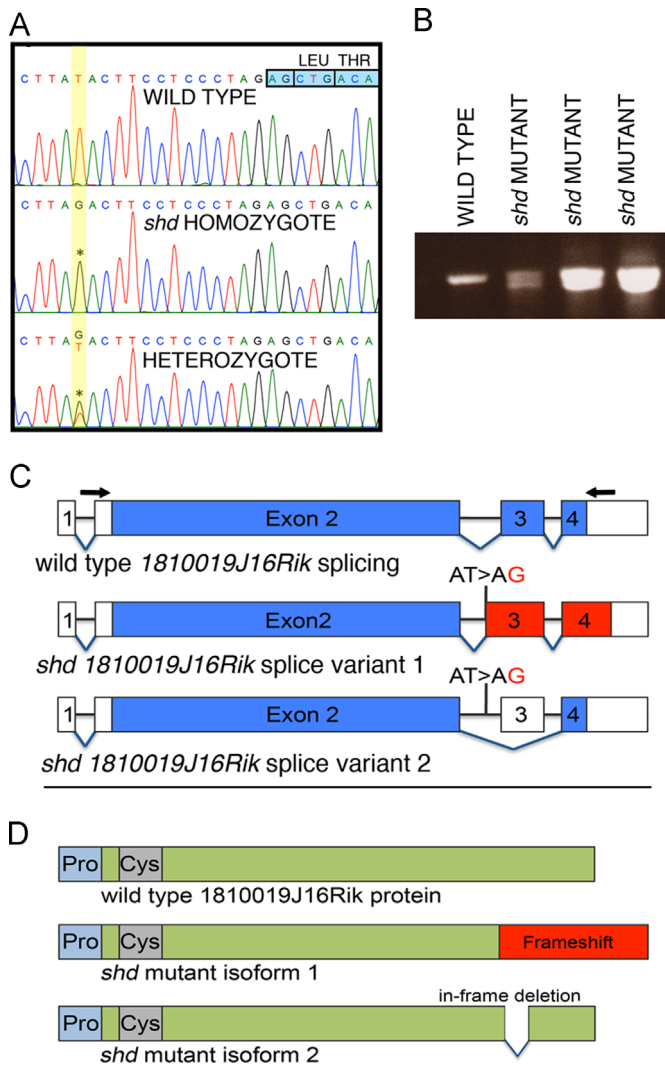 A
LEU THR
CTTATACTTCCTCCCTAGAGCTGACA
WILD TYPE
CTTAGACTTCCTCCCTAGAGCTGACA
shd HOMOZYGOTE
*
G
CTTATACTTCCTCCCTAGAGCTGACA
HETEROZYGOTE
*
B
WILD TYPE
shd MUTANT
shd MUTANT
shd MUTANT
C
1 Exon 2 3 4
wild type 1810019J16Rik splicing
AT>AG
1 Exon2 3 4
shd 1810019J16Rik splice variant 1
AT>AG
1 Exon 2 3 4
shd 1810019J16Rik splice variant 2
D
Pro Cys
wild type 1810019J16Rik protein
Pro Cys Frameshift
shd mutant isoform 1
in-frame deletion
Pro Cys
shd mutant isoform 2